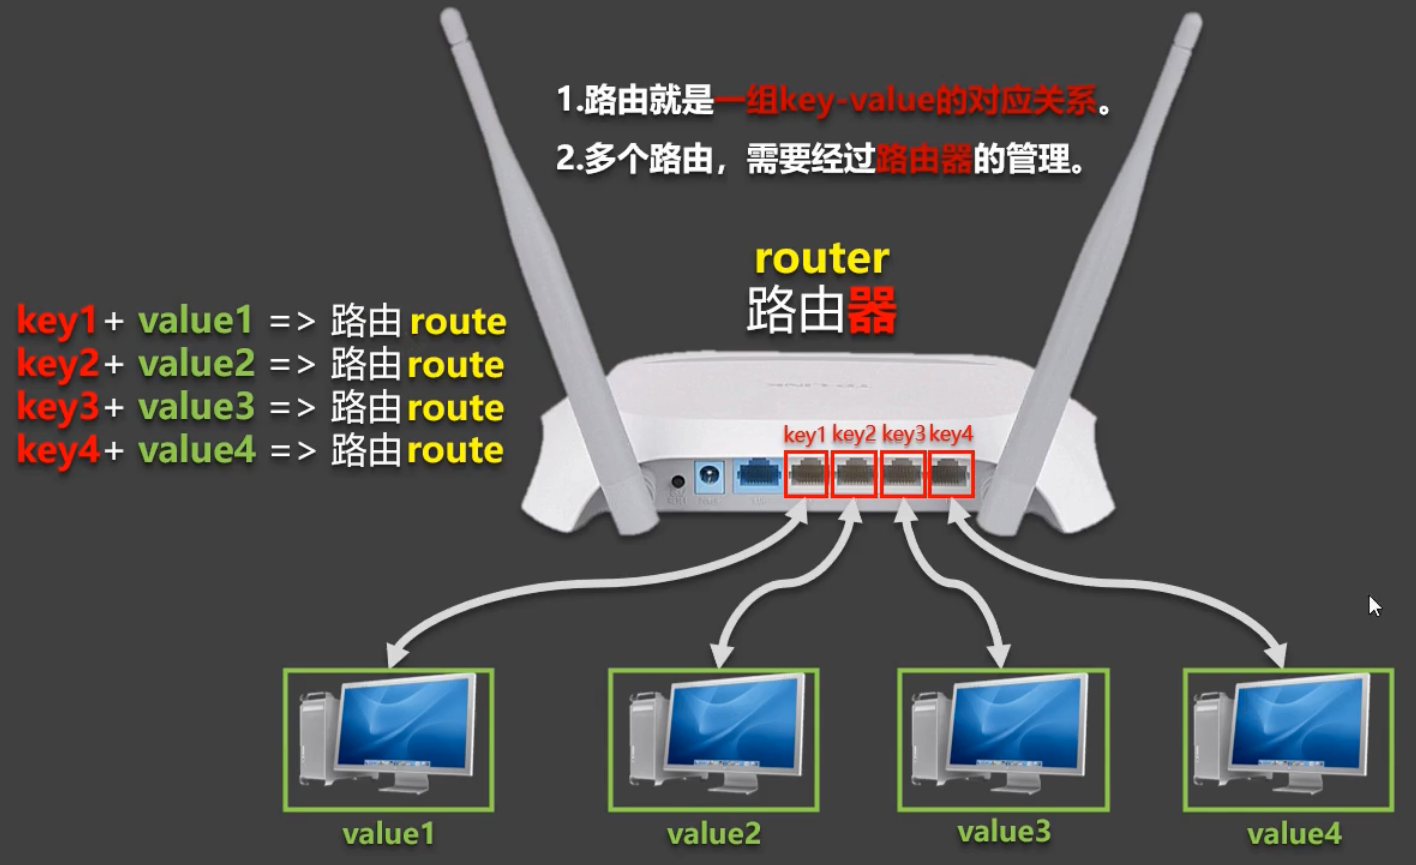 1.路由就是一组key-value的对应关系。
2.多个路由，需要经过路由器的管理。
router
路由器
key1+ value1 => 路由 route
key2+ value2 => 路由 route
key3+ value3 => 路由 route
key4+ value4 => 路由 route
TP-LINK
key1 key2 key3 key4
value1 value2 value3 value4